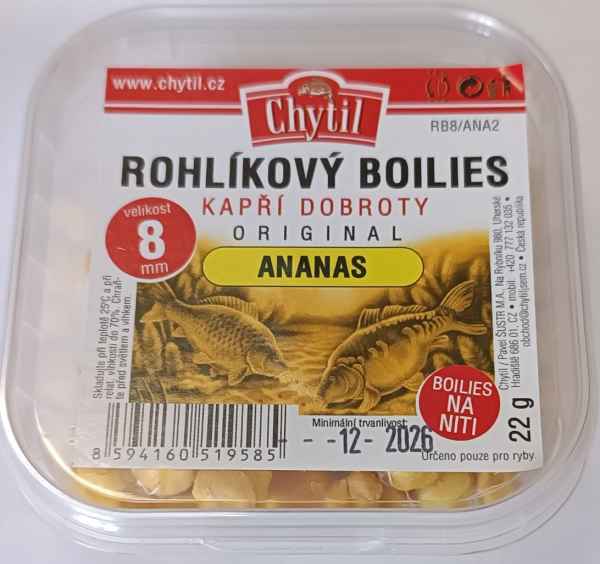 www.chytil.cz
Chytil
RB8/ANA2
ROHLÍKOVÝ BOILIES
KAPŘÍ DOBROTY
ORIGINAL
ANANAS
velikost
8
mm
Skladujte při teplotě 25°C a při
relat. vlhkosti do 70%. Chraň-
te před světlem a vlhkem.
Chytil / Pavel ŠUSTR M.A., Na Rybníku 980, Uherské
Hradiště 686 01, CZ • mobil: +420 777 132 035 •
obchod@chytiljsem.cz • Česká republika
BOILIES
NA
NITI
22 g
Minimální trvanlivost:
- - -12- 2026
Určeno pouze pro ryby.
8 594160 519585